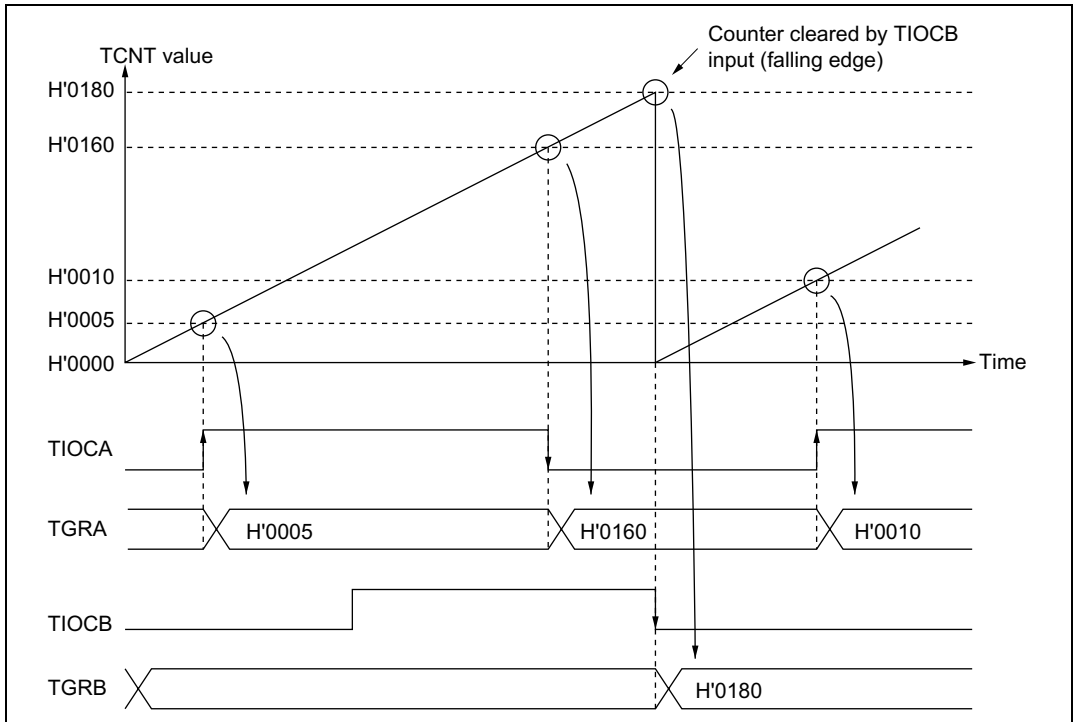 Counter cleared by TIOCB
input (falling edge)
TCNT value
H'0180
H'0160
H'0010
H'0005
H'0000
Time
TIOCA
TGRA
H'0005
H'0160
H'0010
TIOCB
TGRB
H'0180